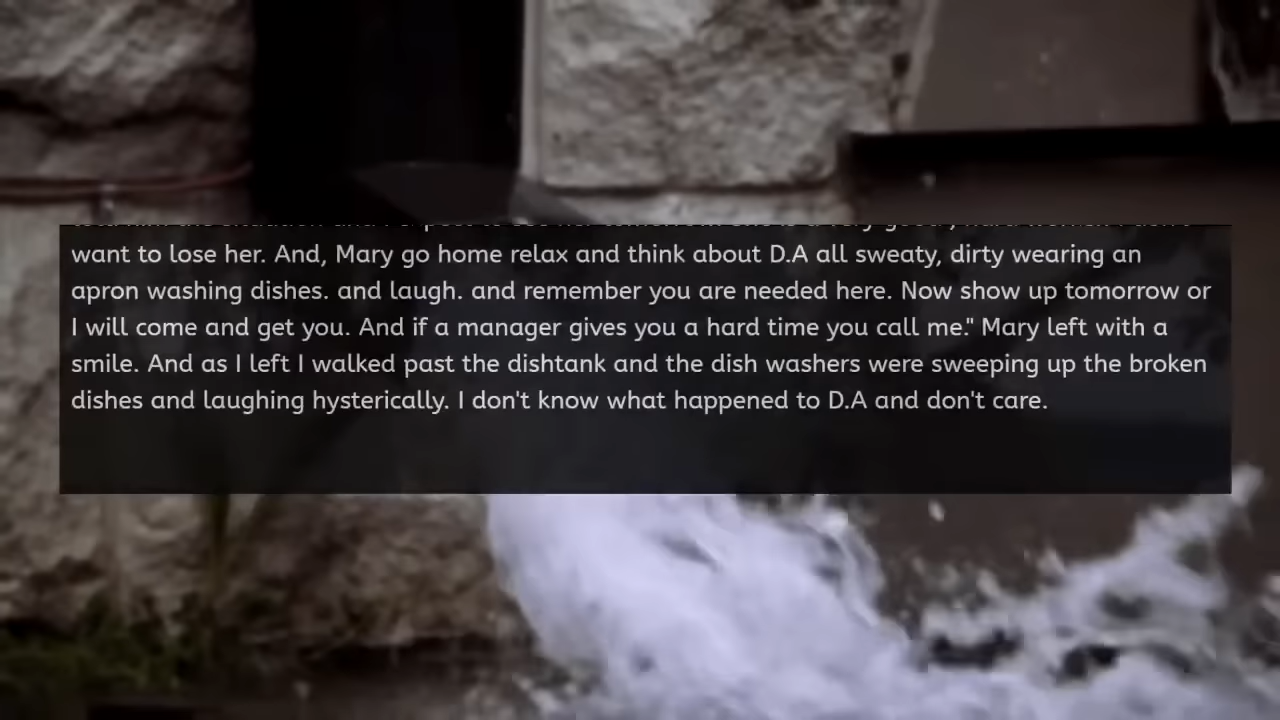 want to lose her. And, Mary go home relax and think about D.A all sweaty, dirty wearing an
apron washing dishes. and laugh. and remember you are needed here. Now show up tomorrow or
I will come and get you. And if a manager gives you a hard time you call me." Mary left with a
smile. And as I left I walked past the dishtank and the dish washers were sweeping up the broken
dishes and laughing hysterically. I don't know what happened to D.A and don't care.